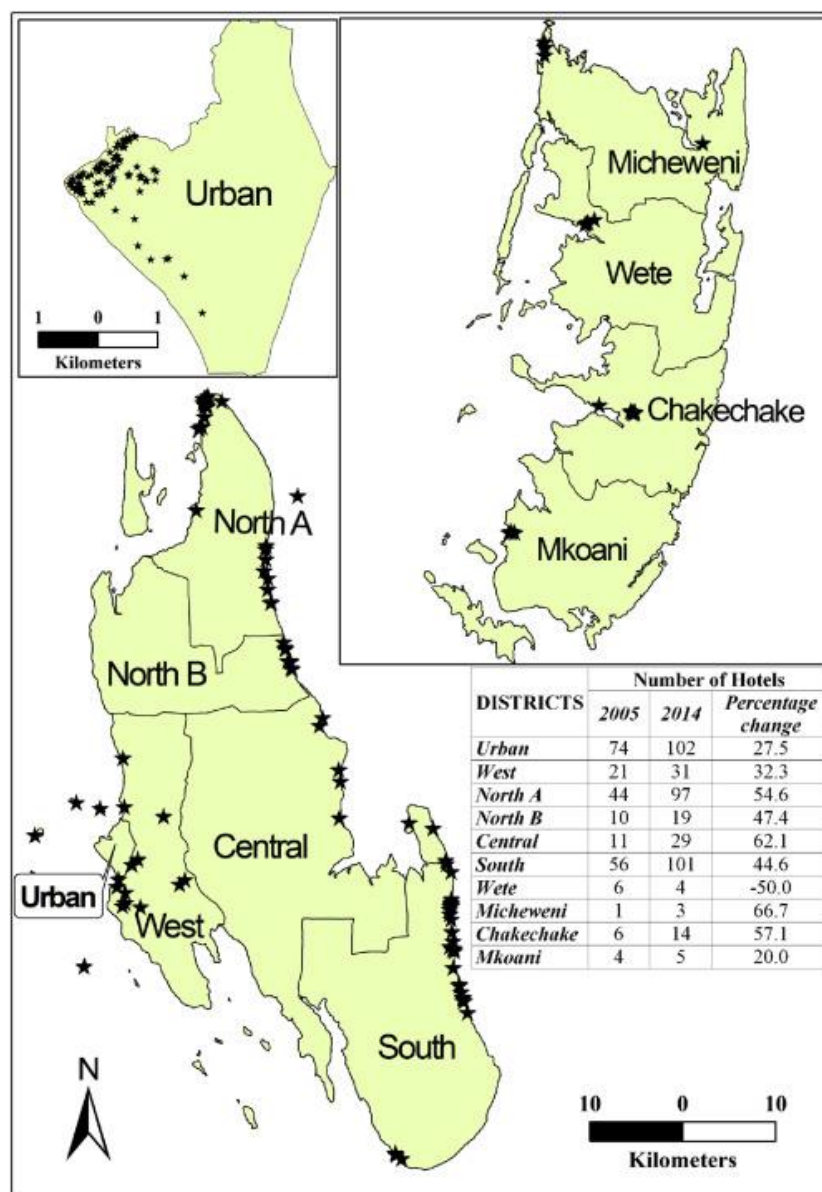 Urban
1 0 1
Kilometers
Micheweni
Wete
Chakechake
Mkoani
North A
North B
Central
Urban
West
South
N
DISTRICTS Number of Hotels
2005 2014 Percentage change
Urban 74 102 27.5
West 21 31 32.3
North A 44 97 54.6
North B 10 19 47.4
Central 11 29 62.1
South 56 101 44.6
Wete 6 4 -50.0
Micheweni 1 3 66.7
Chakechake 6 14 57.1
Mkoani 4 5 20.0
10 0 10
Kilometers